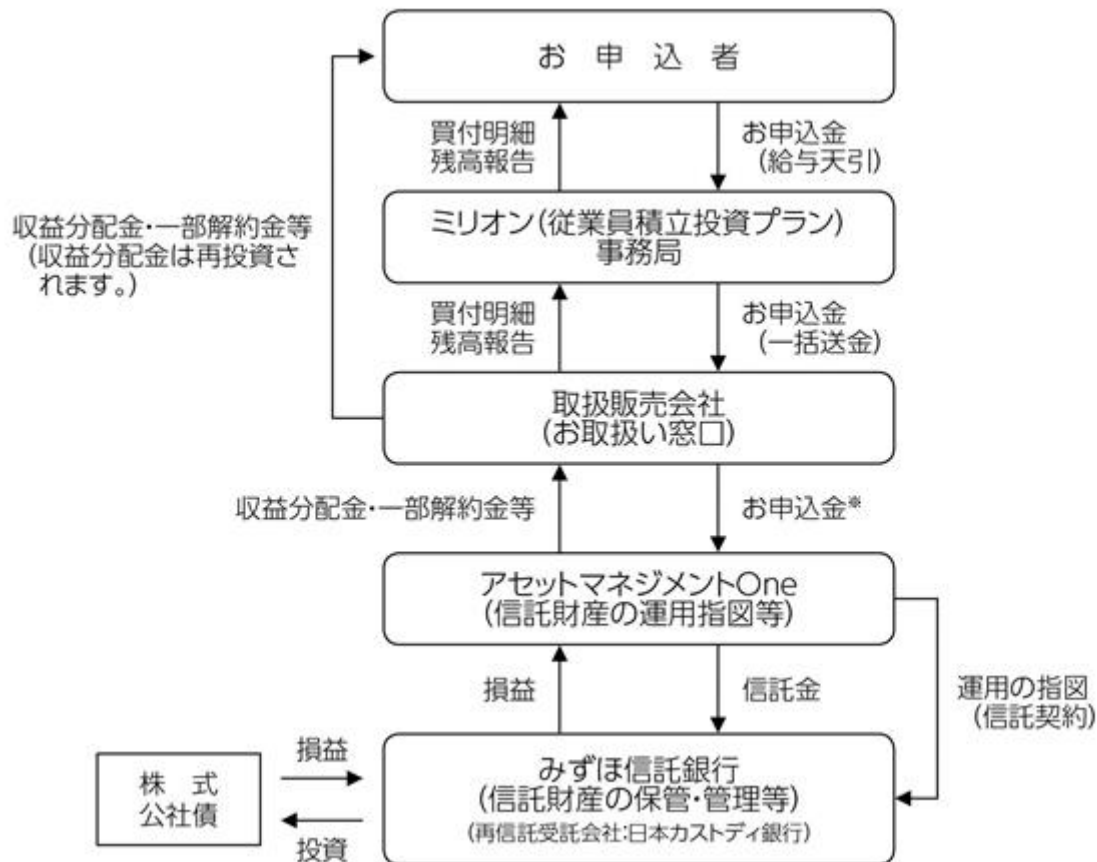 お 申 込 者
買付明細
残高報告
お申込金
(給与天引)
収益分配金・一部解約金等
(収益分配金は再投資さ
れます。)
ミリオン(従業員積立投資プラン)
事務局
買付明細
残高報告
お申込金
(一括送金)
取扱販売会社
(お取扱い窓口)
収益分配金・一部解約金等
お申込金※
アセットマネジメントOne
(信託財産の運用指図等)
損益
信託金
運用の指図
(信託契約)
株 式
公社債
損益
投資
みずほ信託銀行
(信託財産の保管・管理等)
(再信託受託会社:日本カストディ銀行)